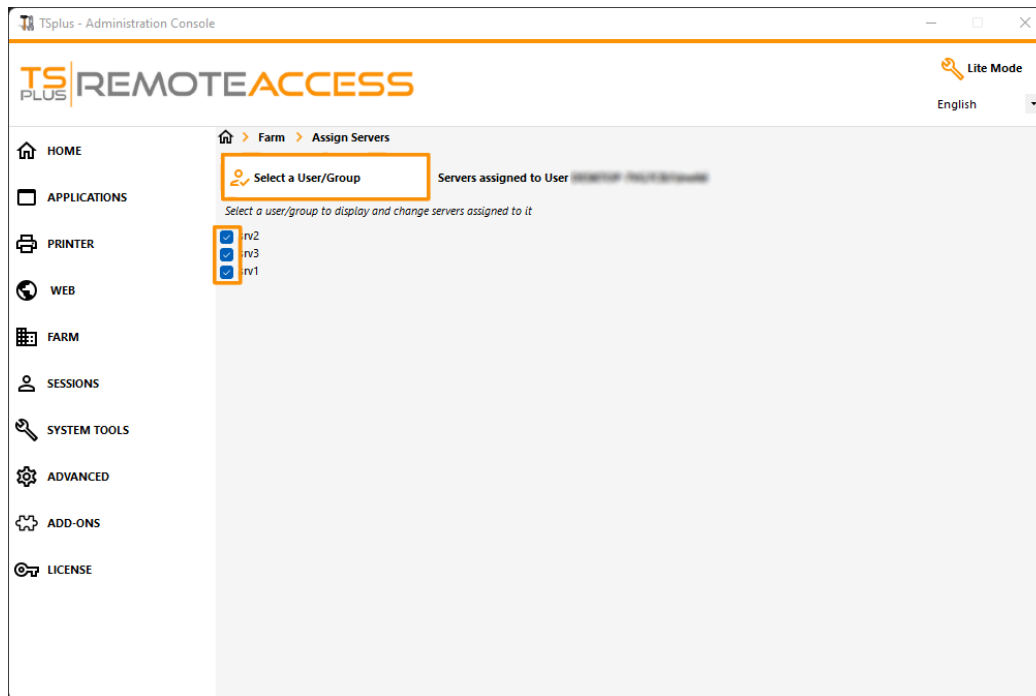 TSplus - Administration Console
TS PLUS REMOTEACCESS
Lite Mode
English
HOME
APPLICATIONS
PRINTER
WEB
FARM
SESSIONS
SYSTEM TOOLS
ADVANCED
ADD-ONS
LICENSE
Farm > Assign Servers
Select a User/Group
Servers assigned to User
Select a user/group to display and change servers assigned to it
srv2
srv3
srv1